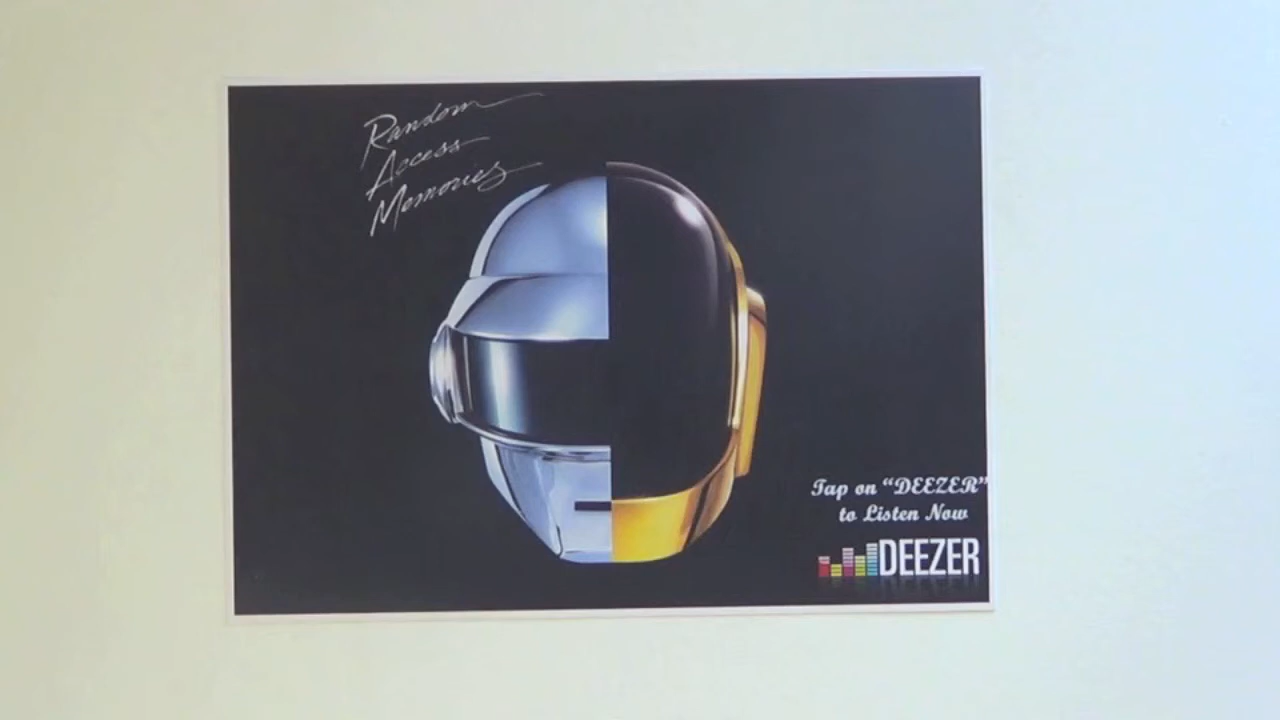 Random
Access
Memories
Tap on “DEEZER”
to Listen Now
DEEZER